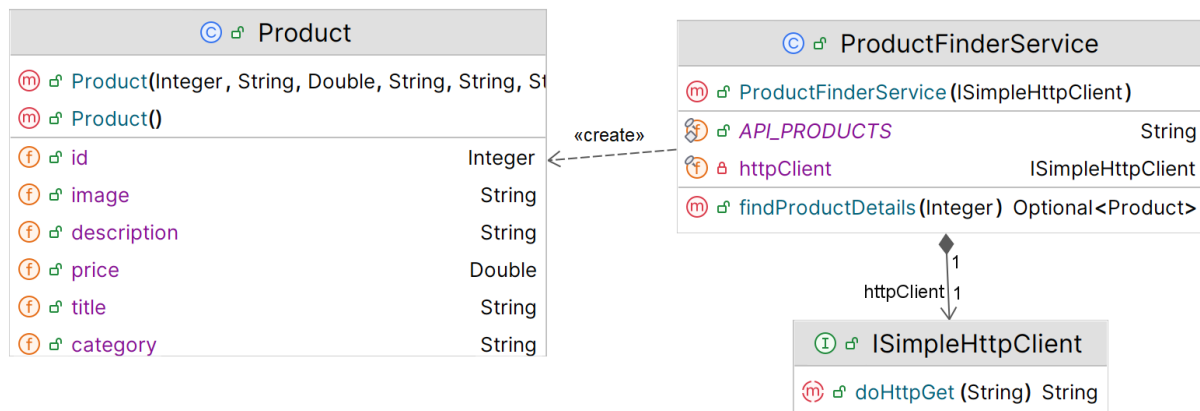 Product
Product(Integer, String, Double, String, String, St
Product()
id Integer
image String
description String
price Double
title String
category String
«create»
ProductFinderService
ProductFinderService(ISimpleHttpClient)
API_PRODUCTS String
httpClient ISimpleHttpClient
findProductDetails(Integer) Optional<Product>
1
httpClient 1
ISimpleHttpClient
doHttpGet(String) String